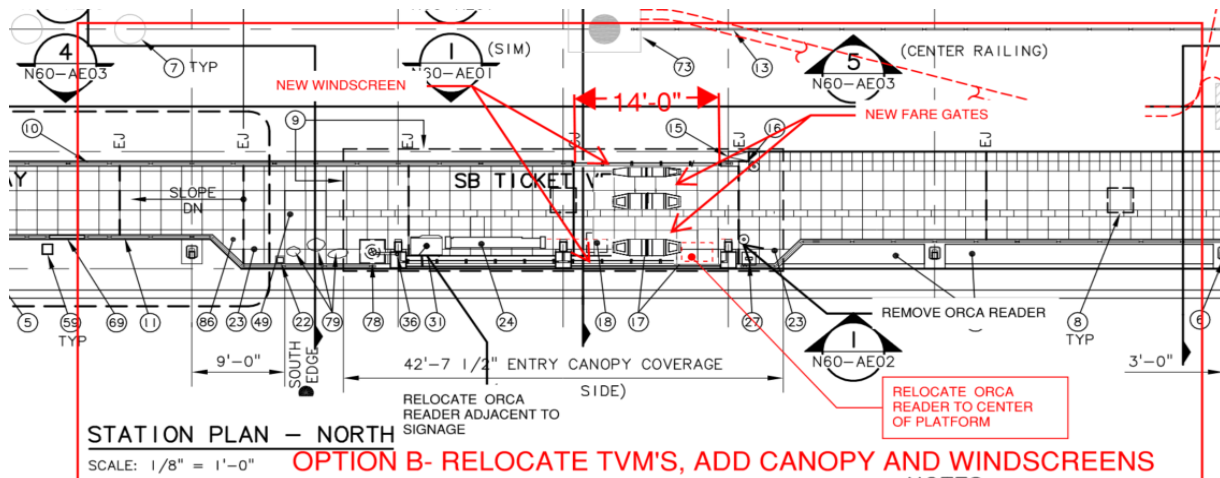 4
N60-AE03
7 TYP
1
(SIM)
N60-AE01
73
13
5
N60-AE03
(CENTER RAILING)
NEW WINDSCREEN
14'-0"
NEW FARE GATES
10
EJ
EJ
9
EJ
EJ
15
EJ
16
EJ
AY
SLOPE
DN
SB TICKET
5
59
TYP
69
11
86
23
49
22
79
78
36
31
24
18
17
27
23
REMOVE ORCA READER
8
TYP
6
1
N60-AE02
9'-0"
SOUTH
EDGE
42'-7 1/2" ENTRY CANOPY COVERAGE
SIDE)
3'-0"
RELOCATE ORCA
READER ADJACENT TO
SIGNAGE
RELOCATE ORCA
READER TO CENTER
OF PLATFORM
STATION PLAN – NORTH
SCALE: 1/8" = 1'-0"
OPTION B- RELOCATE TVM'S, ADD CANOPY AND WINDSCREENS